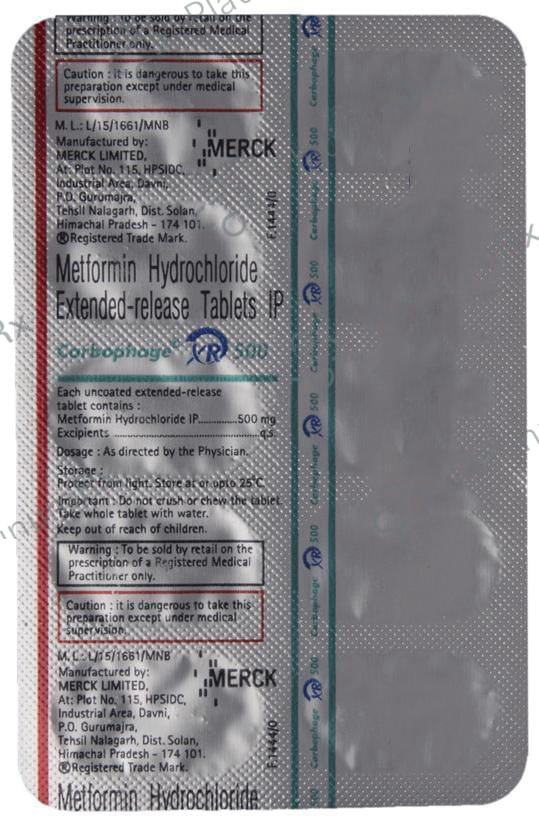 Warning : To be sold by retail on the
prescription of a Registered Medical
Practitioner only.
Caution : it is dangerous to take this
preparation except under medical
supervision.
M. L.: L/15/1661/MNB
Manufactured by:
MERCK LIMITED,
At: Plot No. 115, HPSIDC,
Industrial Area, Davni,
P.O. Gurumajra,
Tehsil Nalagarh, Dist. Solan,
Himachal Pradesh - 174 101.
®Registered Trade Mark.
MERCK
Metformin Hydrochloride
Extended-release Tablets IP
Carbophage® XR 500
Each uncoated extended-release
tablet contains :
Metformin Hydrochloride IP..............500 mg
Excipients ................................................q.s.
Dosage : As directed by the Physician.
Storage :
Protect from light. Store at or upto 25°C.
Important : Do not crush or chew the tablet.
Take whole tablet with water.
Keep out of reach of children.
Warning : To be sold by retail on the
prescription of a Registered Medical
Practitioner only.
Caution : it is dangerous to take this
preparation except under medical
supervision.
M. L.: L/15/1661/MNB
Manufactured by:
MERCK LIMITED,
At: Plot No. 115, HPSIDC,
Industrial Area, Davni,
P.O. Gurumajra,
Tehsil Nalagarh, Dist. Solan,
Himachal Pradesh - 174 101.
®Registered Trade Mark.
MERCK
F1444/0
Metformin Hydrochloride
Carbophage XR 500
Carbophage XR 500
Carbophage XR 500
Carbophage XR 500
Carbophage XR 500
Carbophage XR 500